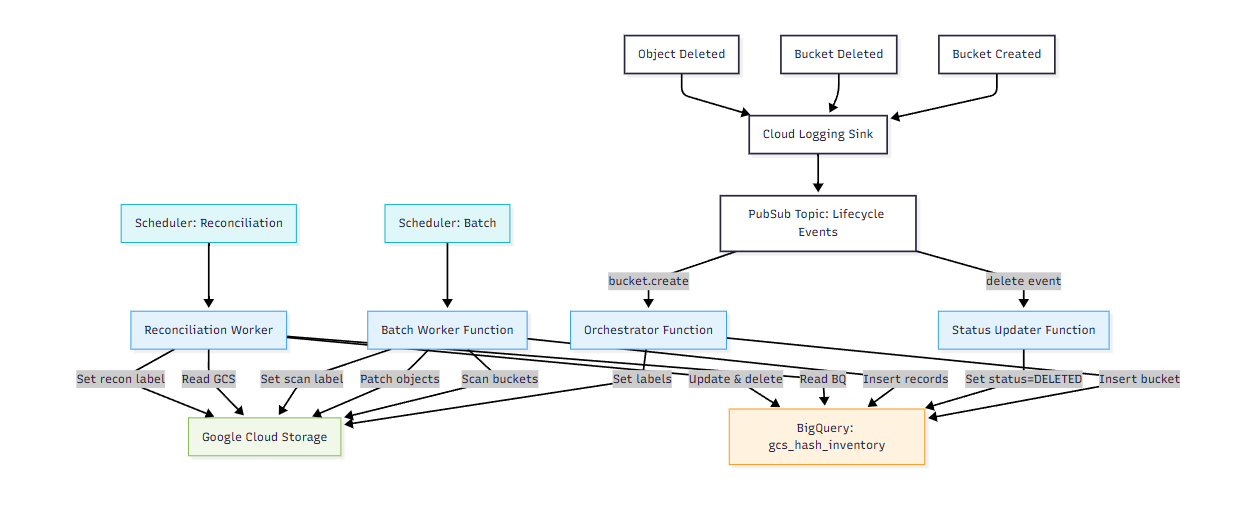 Object Deleted
Bucket Deleted
Bucket Created
Cloud Logging Sink
Scheduler: Reconciliation
Scheduler: Batch
PubSub Topic: Lifecycle
Events
bucket.create
delete event
Reconciliation Worker
Batch Worker Function
Orchestrator Function
Status Updater Function
Set recon label
Read GCS
Set scan label
Patch objects
Scan buckets
Set labels
Update & delete
Read BQ
Insert records
Set status=DELETED
Insert bucket
Google Cloud Storage
BigQuery:
gcs_hash_inventory